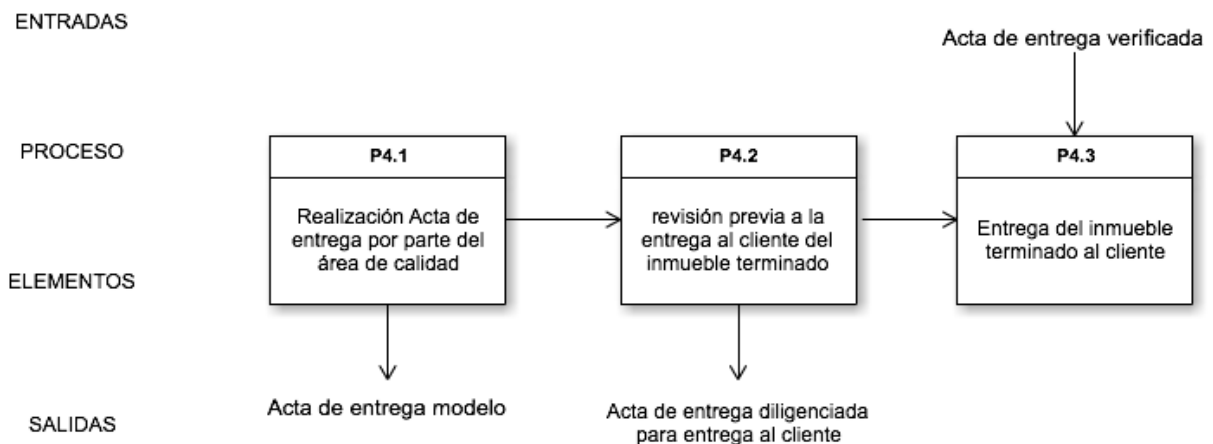 ENTRADAS
Acta de entrega verificada
PROCESO
P4.1
P4.2
P4.3
Realización Acta de
entrega por parte del
área de calidad
revisión previa a la
entrega al cliente del
inmueble terminado
Entrega del inmueble
terminado al cliente
ELEMENTOS
Acta de entrega modelo
Acta de entrega diligenciada
para entrega al cliente
SALIDAS